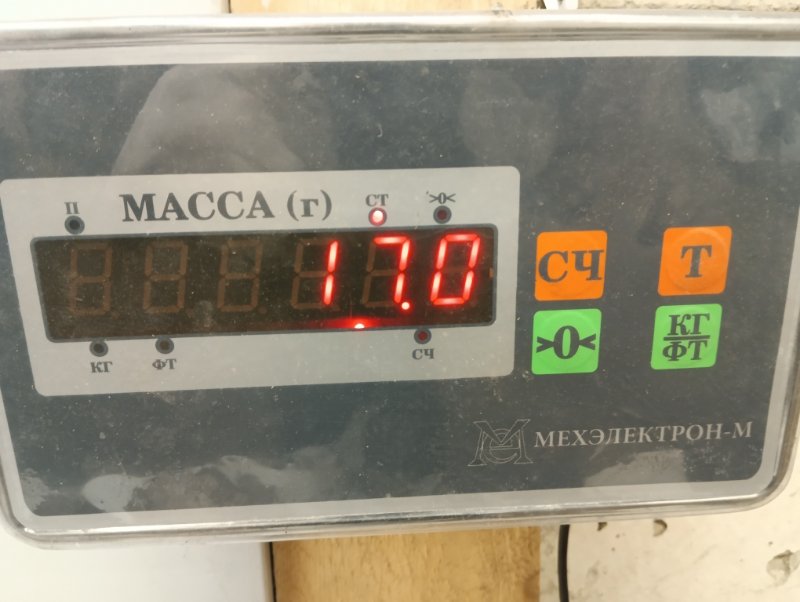 П МАССА (г) СТ >0<
17.0
КГ ФТ СЧ
СЧ Т
>0< КГ
ФТ
МЕХЭЛЕКТРОН-М